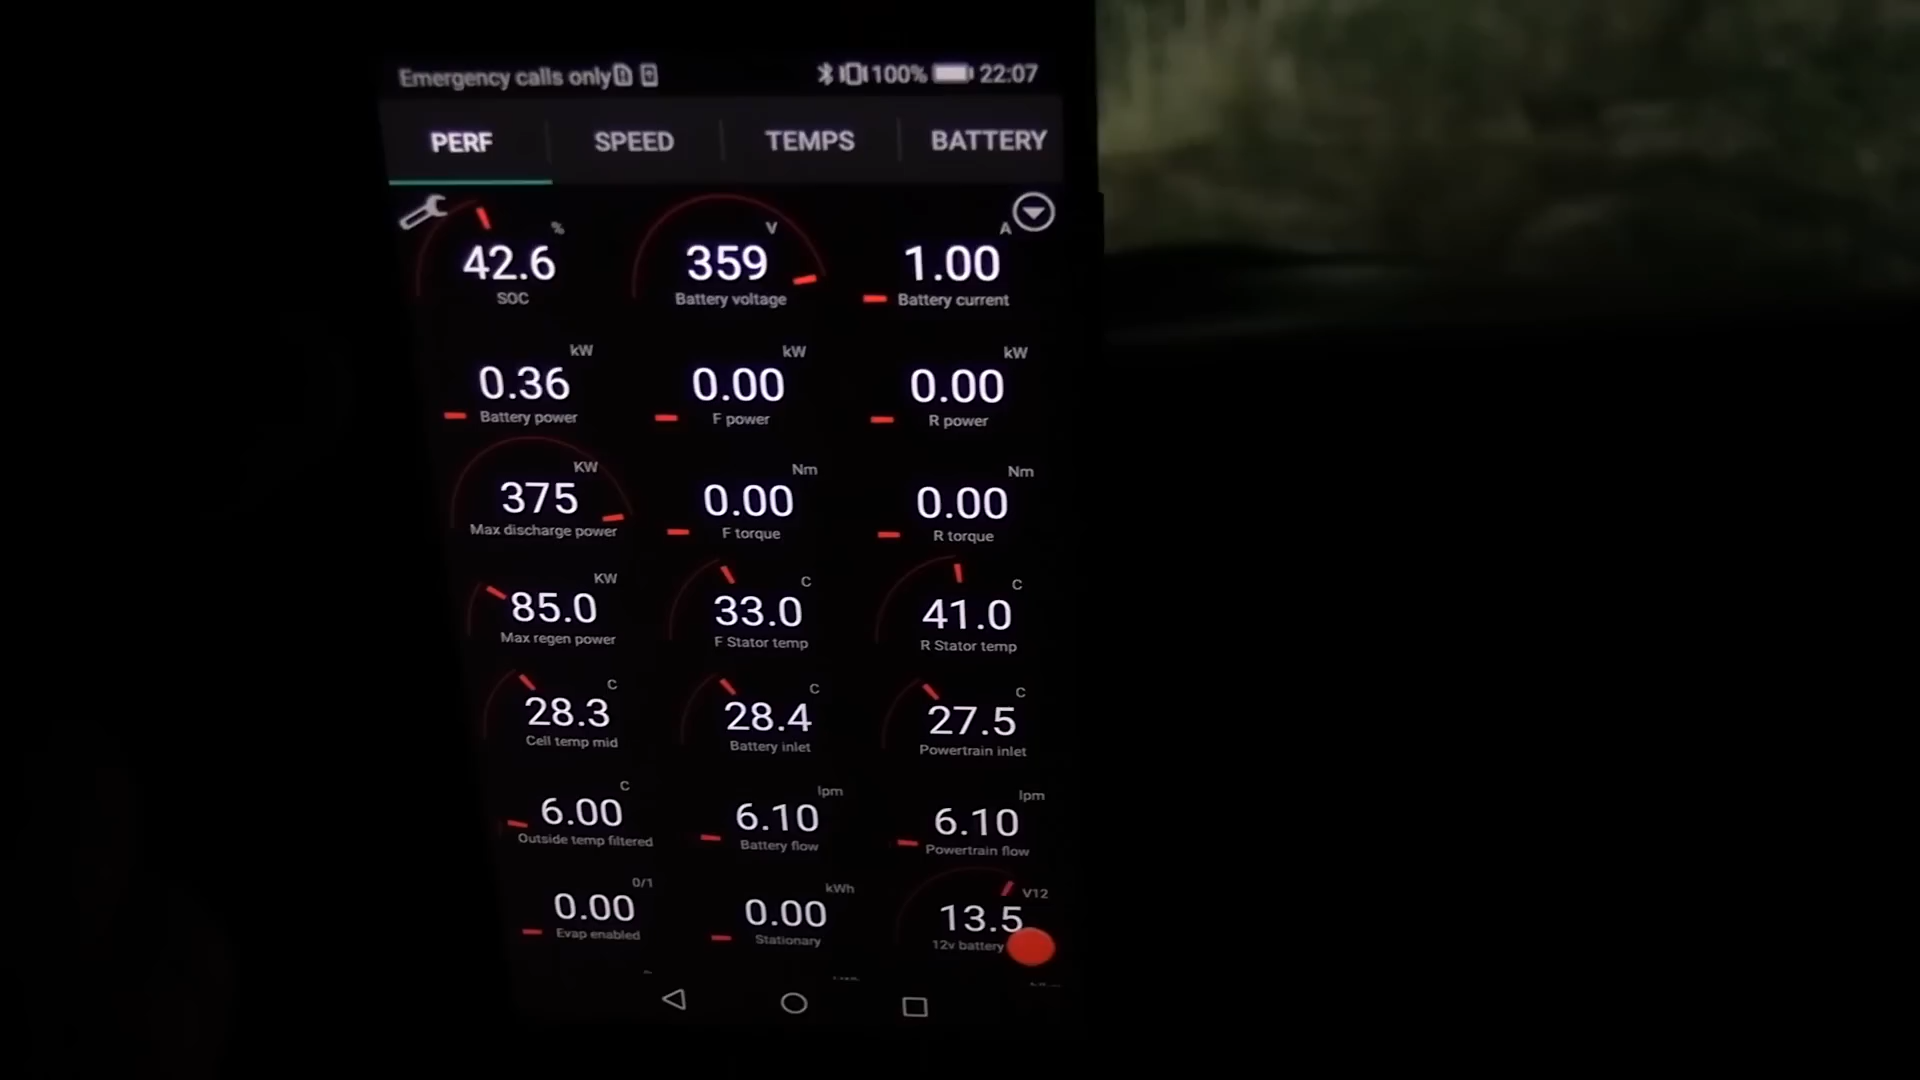 Emergency calls only 100% 22:07
PERF SPEED TEMPS BATTERY
% V A
42.6 359 1.00
SOC Battery voltage Battery current
kW kW kW
0.36 0.00 0.00
Battery power F power R power
KW Nm Nm
375 0.00 0.00
Max discharge power F torque R torque
KW C C
85.0 33.0 41.0
Max regen power F Stator temp R Stator temp
C C C
28.3 28.4 27.5
Cell temp mid Battery inlet Powertrain inlet
C lpm lpm
6.00 6.10 6.10
Outside temp filtered Battery flow Powertrain flow
0/1 kWh V12
0.00 0.00 13.5
Evap enabled Stationary 12v battery